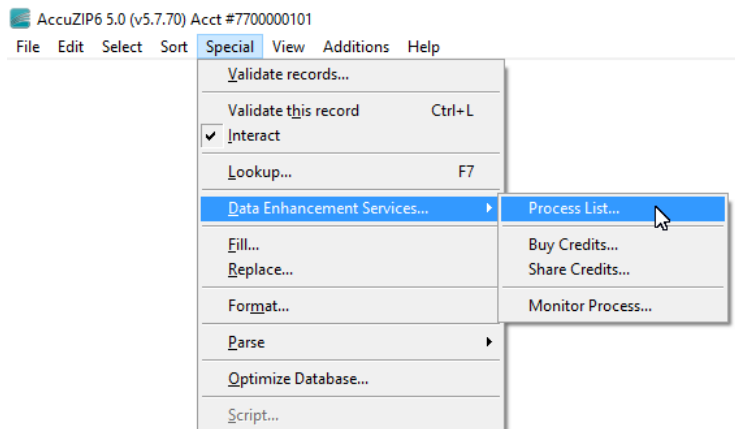 AccuZIP6 5.0 (v5.7.70) Acct #7700000101
File Edit Select Sort Special View Additions Help
Validate records...
Validate this record Ctrl+L
Interact
Lookup... F7
Data Enhancement Services...
Process List...
Buy Credits...
Share Credits...
Monitor Process...
Fill...
Replace...
Format...
Parse
Optimize Database...
Script...